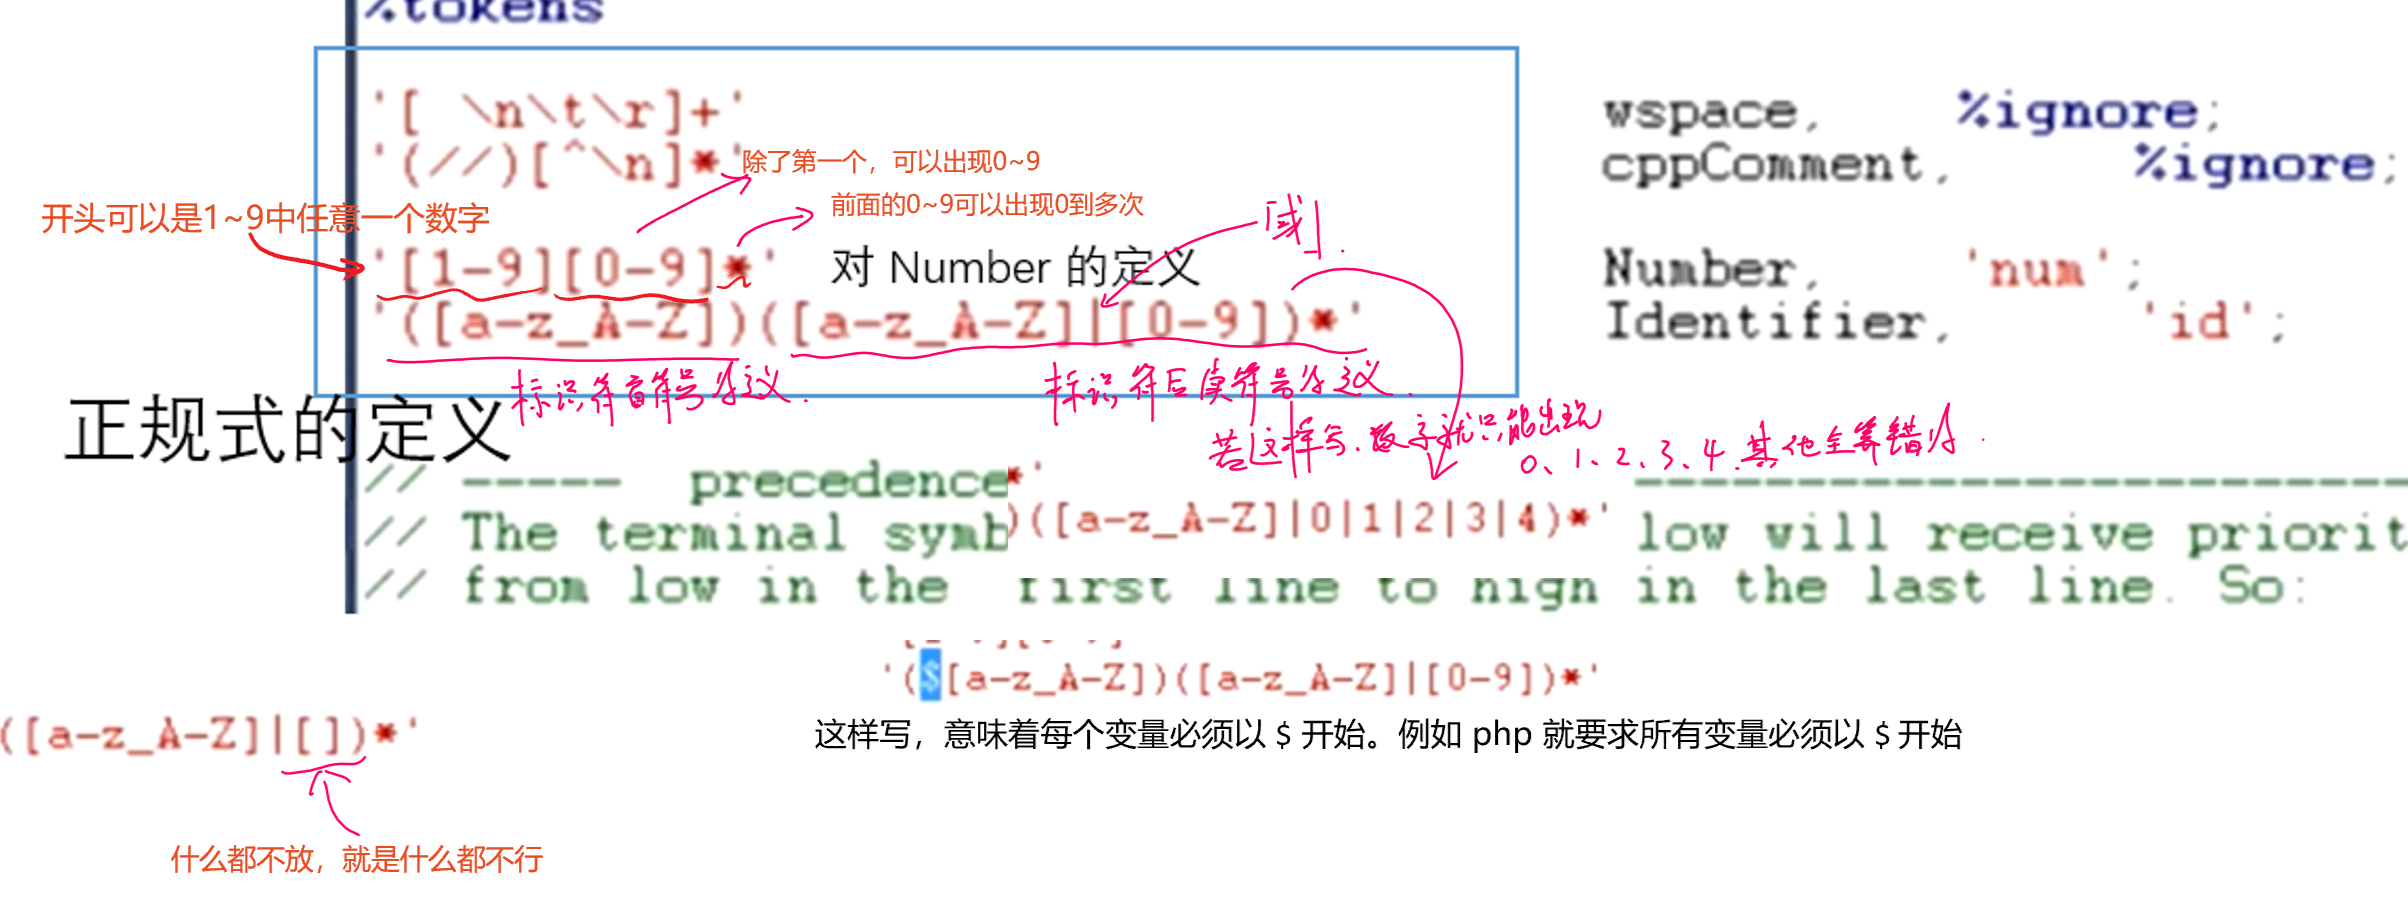 %tokens
'[ \n\t\r]+' wspace, %ignore;
'(//)[^\n]*' cppComment, %ignore;
除了第一个，可以出现0~9
开头可以是1~9中任意一个数字
前面的0~9可以出现0到多次
「或」.
'[1-9][0-9]*' 对 Number 的定义 Number, 'num';
'([a-z_A-Z])([a-z_A-Z]|[0-9])*' Identifier, 'id';
标识符首符号定义.
标识符后续符号定义.
正规式的定义
若这样写、数字就只能出现
0、1、2、3、4.其他全算错误.
// ----- precedence
*'
// The terminal symb
)([a-z_A-Z]|0|1|2|3|4)*'
low will receive priorit
// from low in the first line to high in the last line. So:
'($[a-z_A-Z])([a-z_A-Z]|[0-9])*'
这样写，意味着每个变量必须以 $ 开始。例如 php 就要求所有变量必须以 $ 开始
([a-z_A-Z]|[])*'
什么都不放，就是什么都不行